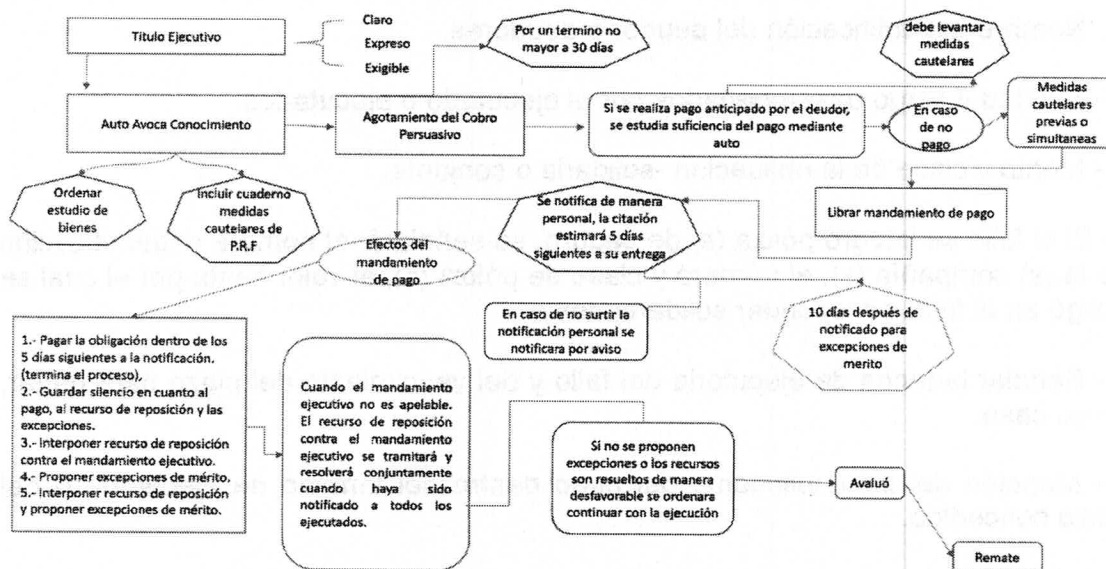 Título Ejecutivo
Claro
Expreso
Exigible
Por un termino no
mayor a 30 días
debe levantar
medidas
cautelares
Auto Avoca Conocimiento
Agotamiento del Cobro
Persuasivo
Si se realiza pago anticipado por el deudor,
se estudia suficiencia del pago mediante
auto
En caso
de no
pago
Medidas
cautelares
previas o
simultaneas
Ordenar
estudio de
bienes
Incluir cuaderno
medidas
cautelares de
P.R.F.
Efectos del
mandamiento
de pago
Se notifica de manera
personal, la citación
estimará 5 días
siguientes a su entrega
Librar mandamiento de pago
En caso de no surtir la
notificación personal se
notificara por aviso
10 días después de
notificado para
excepciones de
merito
1.- Pagar la obligación dentro de los
5 días siguientes a la notificación.
(termina el proceso).
2.- Guardar silencio en cuanto al
pago, al recurso de reposición y las
excepciones.
3.- Interponer recurso de reposición
contra el mandamiento ejecutivo.
4.- Proponer excepciones de mérito.
5.- Interponer recurso de reposición
y proponer excepciones de mérito.
Cuando el mandamiento
ejecutivo no es apelable.
El recurso de reposición
contra el mandamiento
ejecutivo se tramitará y
resolverá conjuntamente
cuando haya sido
notificado a todos los
ejecutados.
Si no se proponen
excepciones o los recursos
son resueltos de manera
desfavorable se ordenara
continuar con la ejecución
Avaluó
Remate